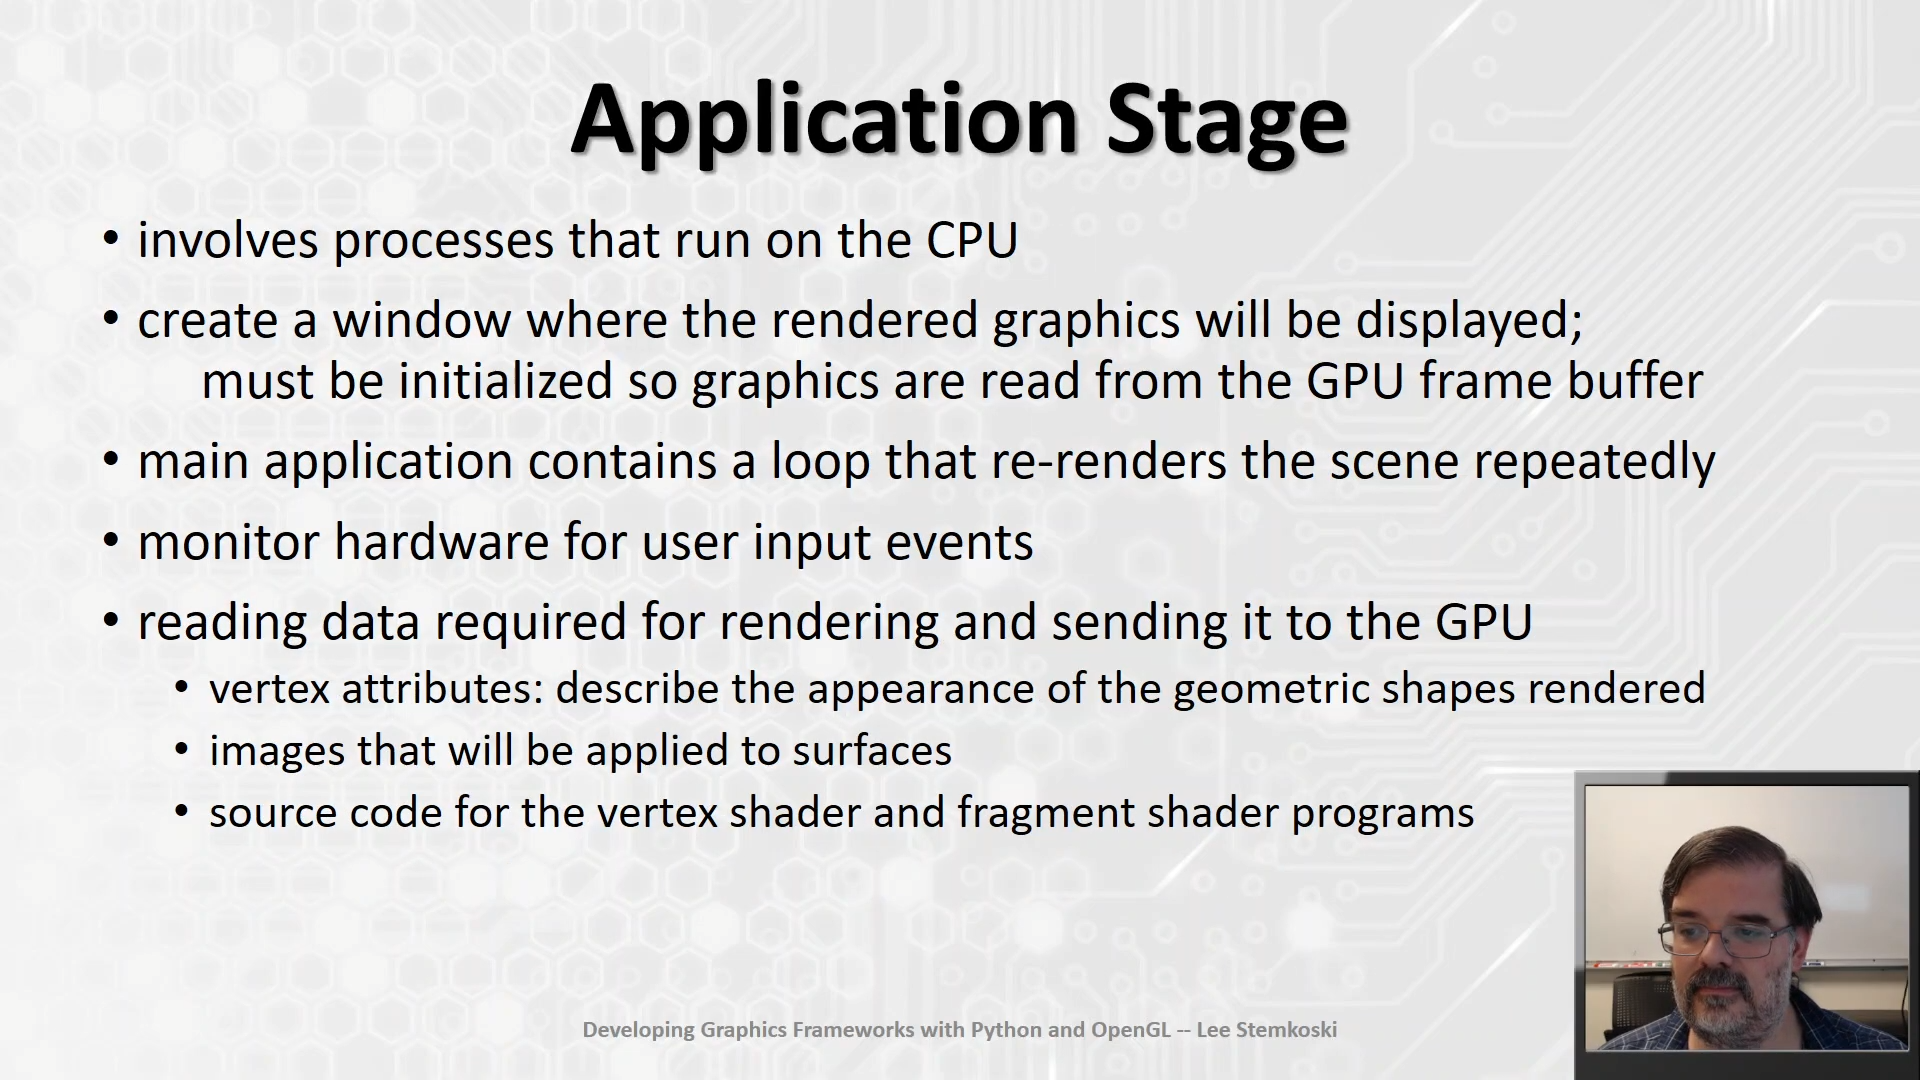 Application Stage
• involves processes that run on the CPU
• create a window where the rendered graphics will be displayed;
must be initialized so graphics are read from the GPU frame buffer
• main application contains a loop that re-renders the scene repeatedly
• monitor hardware for user input events
• reading data required for rendering and sending it to the GPU
• vertex attributes: describe the appearance of the geometric shapes rendered
• images that will be applied to surfaces
• source code for the vertex shader and fragment shader programs
Developing Graphics Frameworks with Python and OpenGL -- Lee Stemkoski